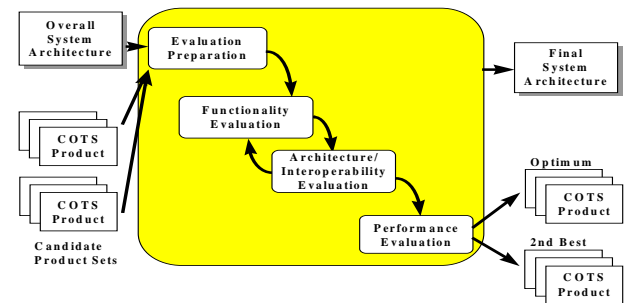 Overall
System
Architecture
Evaluation
Preparation
Final
System
Architecture
Functionality
Evaluation
COTS
Product
Architecture/
Interoperability
Evaluation
COTS
Product
Candidate
Product Sets
Performance
Evaluation
Optimum
COTS
Product
2nd Best
COTS
Product